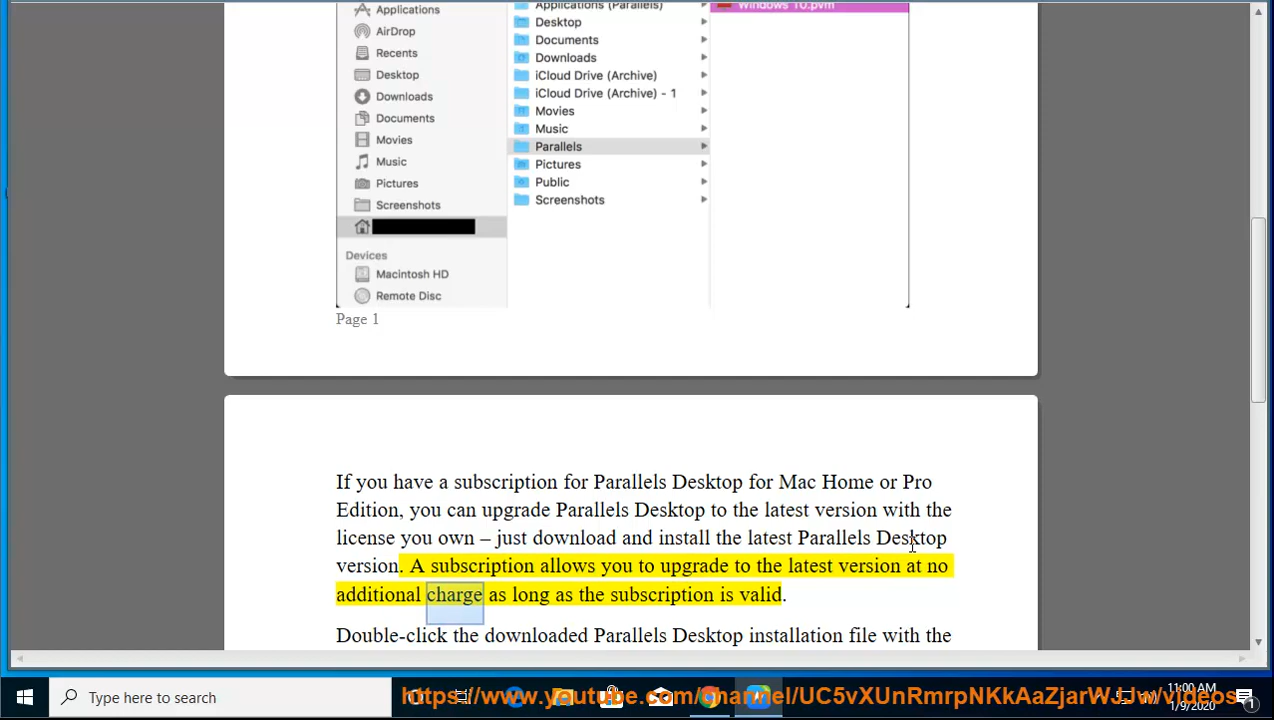 Applications
AirDrop
Recents
Desktop
Downloads
Documents
Movies
Music
Pictures
Screenshots
Devices
Macintosh HD
Remote Disc
Applications (Parallels)
Desktop
Documents
Downloads
iCloud Drive (Archive)
iCloud Drive (Archive) - 1
Movies
Music
Parallels
Pictures
Public
Screenshots
Windows 10.pvm
Page 1
If you have a subscription for Parallels Desktop for Mac Home or Pro
Edition, you can upgrade Parallels Desktop to the latest version with the
license you own – just download and install the latest Parallels Desktop
version. A subscription allows you to upgrade to the latest version at no
additional charge as long as the subscription is valid.
Double-click the downloaded Parallels Desktop installation file with the
Type here to search
https://www.youtube.com/channel/UC5vXUnRmrpNKkAaZjarWJUw/videos
11:00 AM
1/9/2020
1